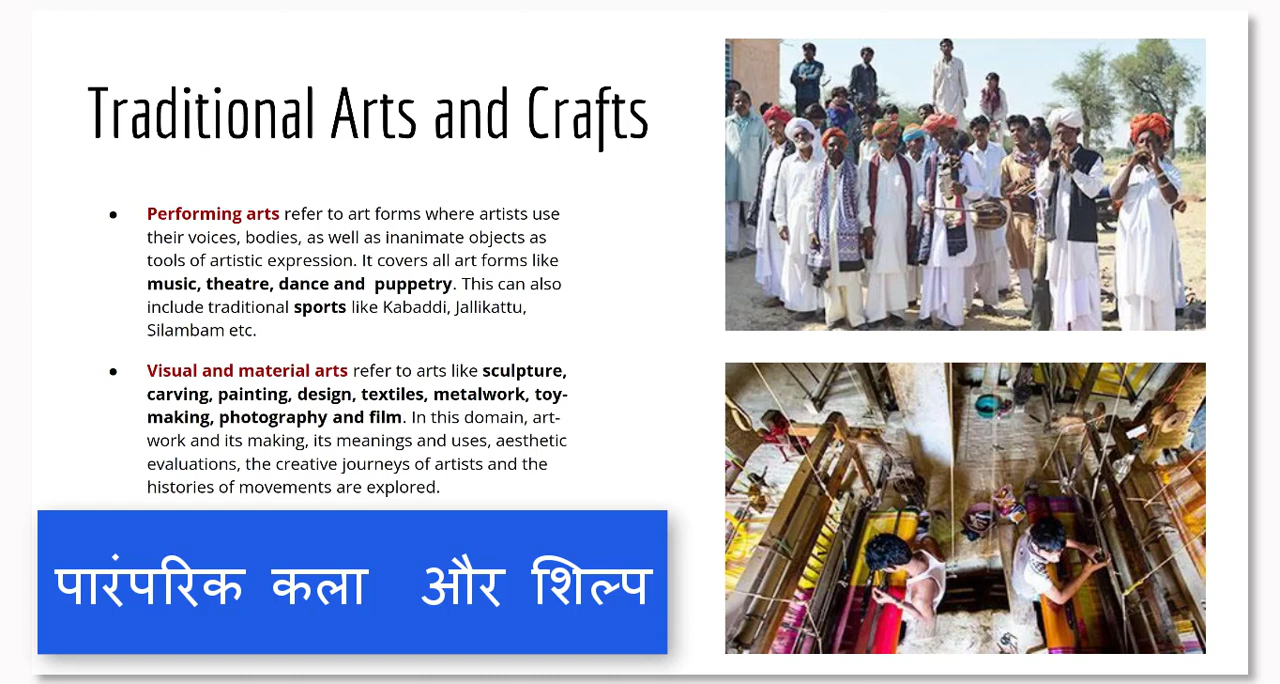 Traditional Arts and Crafts
● Performing arts refer to art forms where artists use
their voices, bodies, as well as inanimate objects as
tools of artistic expression. It covers all art forms like
music, theatre, dance and puppetry. This can also
include traditional sports like Kabaddi, Jallikattu,
Silambam etc.
● Visual and material arts refer to arts like sculpture,
carving, painting, design, textiles, metalwork, toy-
making, photography and film. In this domain, art-
work and its making, its meanings and uses, aesthetic
evaluations, the creative journeys of artists and the
histories of movements are explored.
पारंपरिक कला और शिल्प